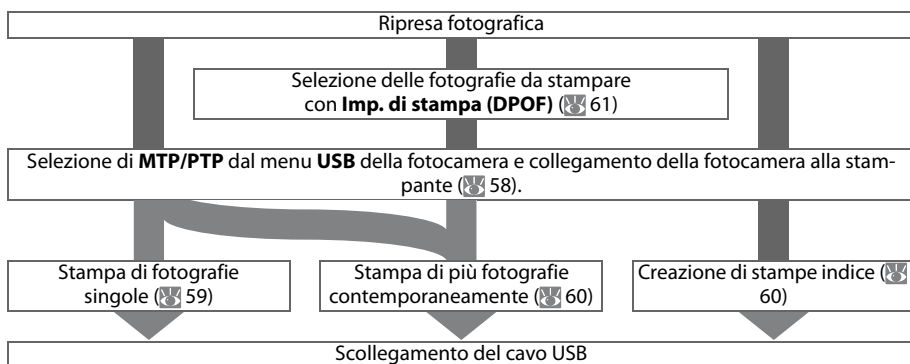 Ripresa fotografica
Selezione delle fotografie da stampare
con Imp. di stampa (DPOF) ( 61)
Selezione di MTP/PTP dal menu USB della fotocamera e collegamento della fotocamera alla stam-
pante ( 58).
Stampa di fotografie
singole ( 59)
Stampa di più fotografie
contemporaneamente ( 60)
Creazione di stampe indice (
60)
Scollegamento del cavo USB